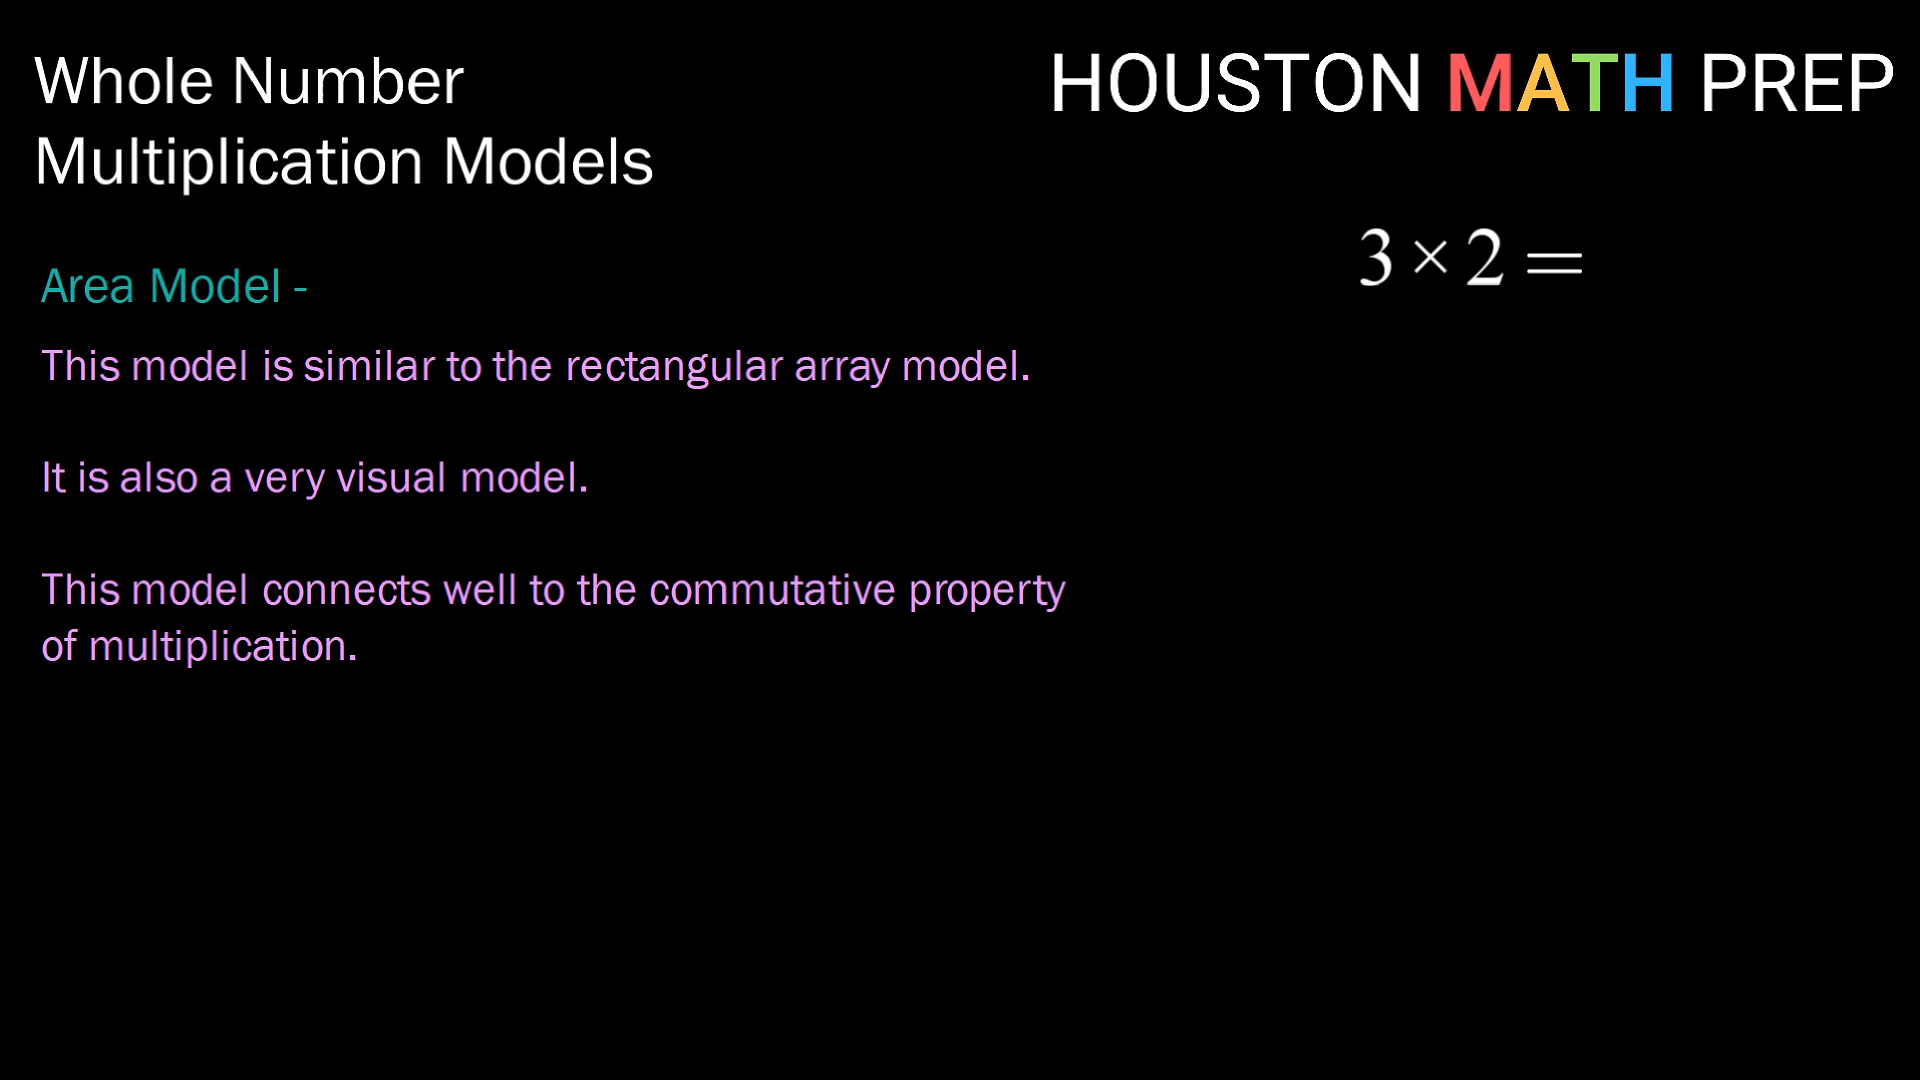 Whole Number
Multiplication Models
HOUSTON MATH PREP
3 × 2 =
Area Model -
This model is similar to the rectangular array model.
It is also a very visual model.
This model connects well to the commutative property
of multiplication.